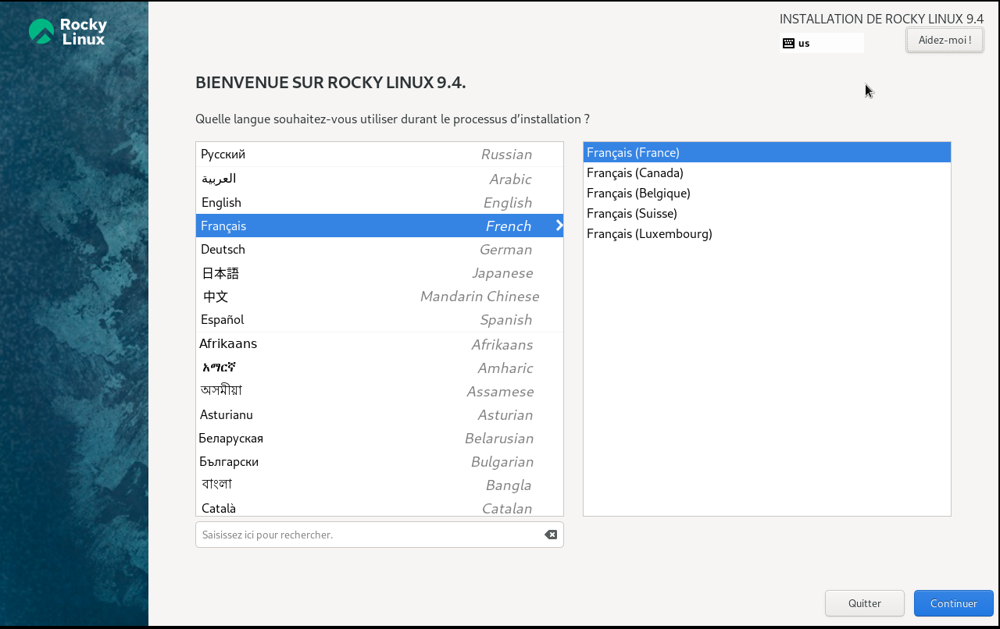 Rocky
Linux
INSTALLATION DE ROCKY LINUX 9.4
us
Aidez-moi !
BIENVENUE SUR ROCKY LINUX 9.4.
Quelle langue souhaitez-vous utiliser durant le processus d’installation ?
Русский Russian
العربية Arabic
English English
Français French
Deutsch German
日本語 Japanese
中文 Mandarin Chinese
Español Spanish
Afrikaans Afrikaans
አማርኛ Amharic
অসমীয়া Assamese
Asturianu Asturian
Беларуская Belarusian
Български Bulgarian
বাংলা Bangla
Català Catalan
Français (France)
Français (Canada)
Français (Belgique)
Français (Suisse)
Français (Luxembourg)
Saisissez ici pour rechercher.
Quitter
Continuer